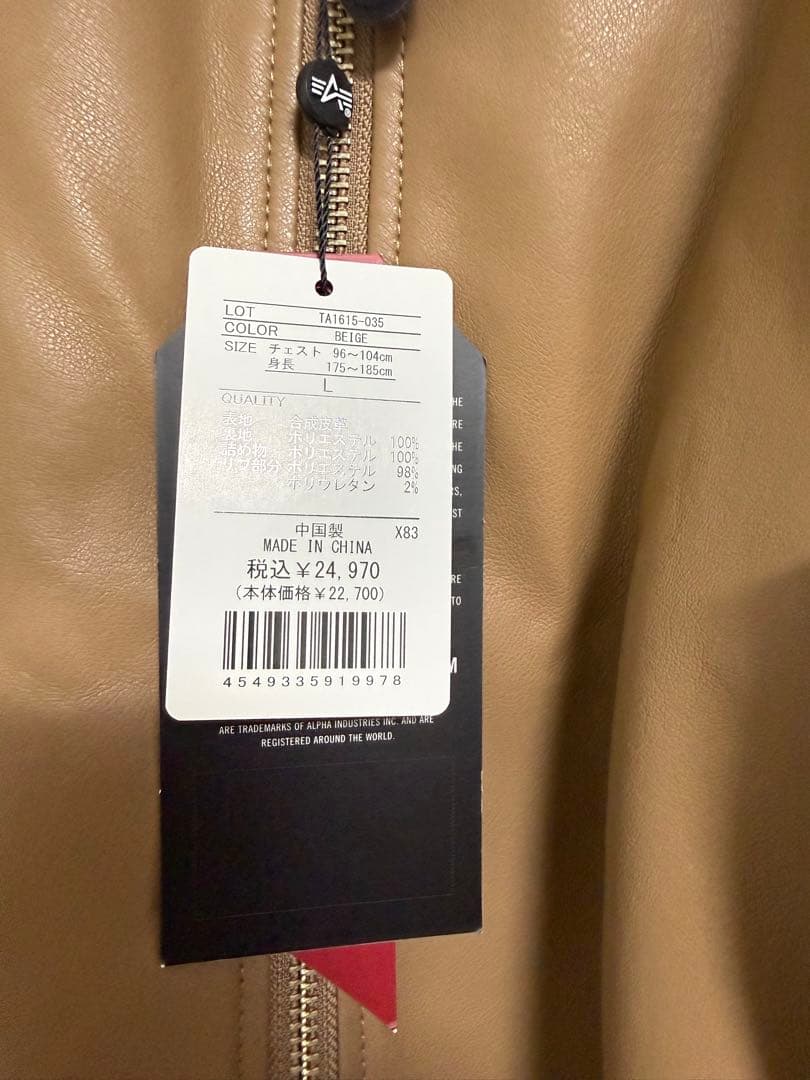 LOT TA1615-035
COLOR BEIGE
SIZE チェスト 96～104cm
身長 175～185cm
L
QUALITY
表地 合成皮革
裏地 ポリエステル 100%
詰め物 ポリエステル 100%
リブ部分 ポリエステル 98%
ポリウレタン 2%
中国製 X83
MADE IN CHINA
税込￥24,970
(本体価格￥22,700)
4549335919978
ARE TRADEMARKS OF ALPHA INDUSTRIES INC. AND ARE
REGISTERED AROUND THE WORLD.